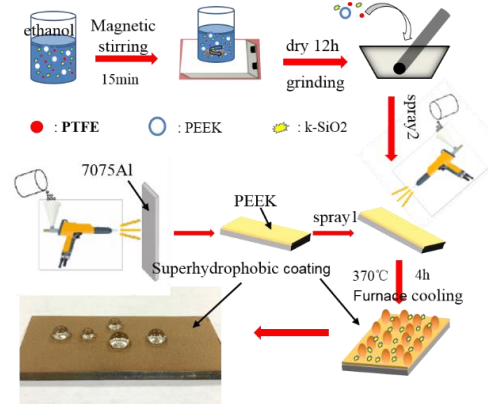 ethanol
Magnetic
stirring
15min
dry 12h
grinding
: PTFE
: PEEK
: k-SiO2
spray2
7075Al
PEEK
spray1
Superhydrophobic coating
370℃ 4h
Furnace cooling